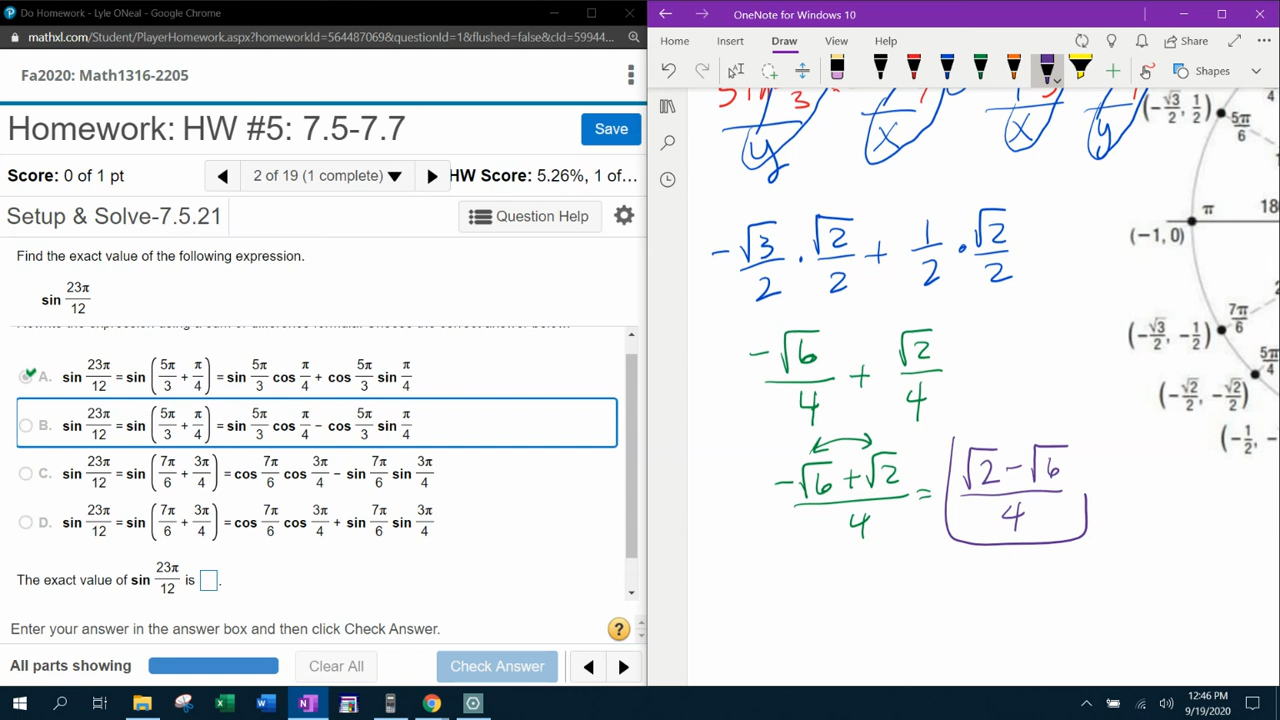 Do Homework - Lyle ONeal - Google Chrome
mathxl.com/Student/PlayerHomework.aspx?homeworkId=564487069&questionId=1&flushed=false&cId=59944...
Fa2020: Math1316-2205
Homework: HW #5: 7.5-7.7
Save
Score: 0 of 1 pt
2 of 19 (1 complete)
HW Score: 5.26%, 1 of...
Setup & Solve-7.5.21
Question Help
Find the exact value of the following expression.
sin 23π/12
A. sin 23π/12 = sin (5π/3 + π/4) = sin 5π/3 cos π/4 + cos 5π/3 sin π/4
B. sin 23π/12 = sin (5π/3 + π/4) = sin 5π/3 cos π/4 − cos 5π/3 sin π/4
C. sin 23π/12 = sin (7π/6 + 3π/4) = cos 7π/6 cos 3π/4 − sin 7π/6 sin 3π/4
D. sin 23π/12 = sin (7π/6 + 3π/4) = cos 7π/6 cos 3π/4 + sin 7π/6 sin 3π/4
The exact value of sin 23π/12 is .
Enter your answer in the answer box and then click Check Answer.
?
All parts showing
Clear All
Check Answer
OneNote for Windows 10
Home Insert Draw View Help
Share
Shapes
y x x y
-√3/2 · √2/2 + 1/2 · √2/2
-√6/4 + √2/4
-√6 + √2 / 4 = √2 - √6 / 4
(-√3/2, 1/2)
5π/6
π
18
(−1, 0)
7π/6
(-√3/2, -1/2)
5π/4
(-√2/2, -√2/2)
12:46 PM
9/19/2020